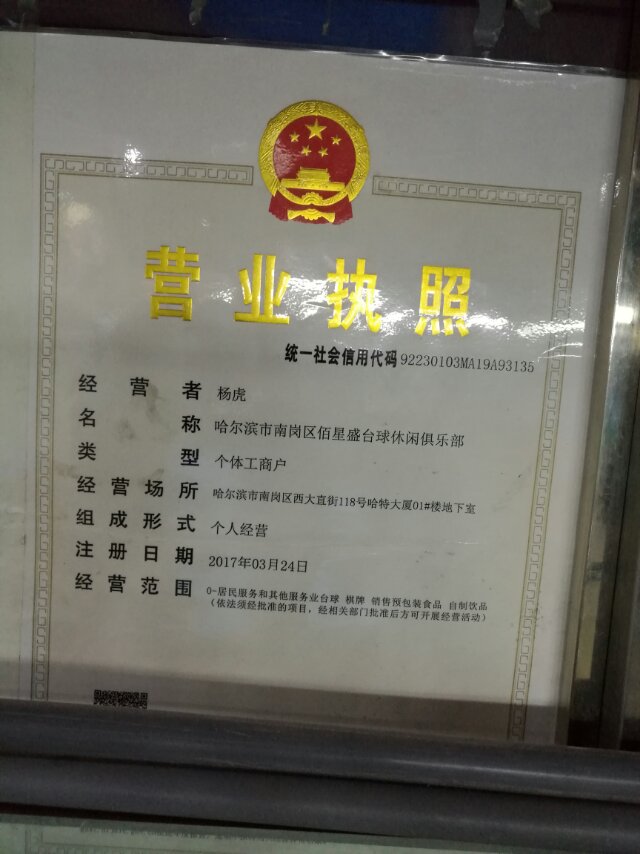 营业执照
统一社会信用代码 92230103MA19A93135
经营者 杨虎
名称 哈尔滨市南岗区佰星盛台球休闲俱乐部
类型 个体工商户
经营场所 哈尔滨市南岗区西大直街118号哈特大厦01#楼地下室
组成形式 个人经营
注册日期 2017年03月24日
经营范围 0-居民服务和其他服务业台球 棋牌 销售预包装食品 自制饮品
（依法须经批准的项目，经相关部门批准后方可开展经营活动）